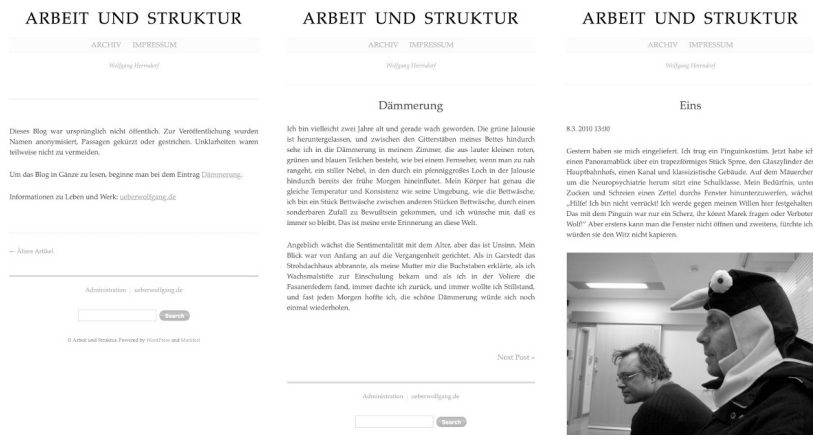 ARBEIT UND STRUKTUR
ARCHIV IMPRESSUM
Wolfgang Herrndorf
Dieses Blog war ursprünglich nicht öffentlich. Zur Veröffentlichung wurden
Namen anonymisiert, Passagen gekürzt oder gestrichen. Unklarheiten waren
teilweise nicht zu vermeiden.
Um das Blog in Gänze zu lesen, beginne man bei dem Eintrag Dämmerung.
Informationen zu Leben und Werk: ueberwolfgang.de
← Ältere Artikel
Administration | ueberwolfgang.de
Search
© Arbeit und Struktur. Powered by WordPress and Manifest
ARBEIT UND STRUKTUR
ARCHIV IMPRESSUM
Wolfgang Herrndorf
Dämmerung
Ich bin vielleicht zwei Jahre alt und gerade wach geworden. Die grüne Jalousie
ist heruntergelassen, und zwischen den Gitterstäben meines Bettes hindurch
sehe ich in die Dämmerung in meinem Zimmer, die aus lauter kleinen roten,
grünen und blauen Teilchen besteht, wie bei einem Fernseher, wenn man zu nah
rangeht, ein stiller Nebel, in den durch ein pfenniggroßes Loch in der Jalousie
hindurch bereits der frühe Morgen hineinflutet. Mein Körper hat genau die
gleiche Temperatur und Konsistenz wie seine Umgebung, wie die Bettwäsche,
ich bin ein Stück Bettwäsche zwischen anderen Stücken Bettwäsche, durch einen
sonderbaren Zufall zu Bewußtsein gekommen, und ich wünsche mir, daß es
immer so bleibt. Das ist meine erste Erinnerung an diese Welt.
Angeblich wächst die Sentimentalität mit dem Alter, aber das ist Unsinn. Mein
Blick war von Anfang an auf die Vergangenheit gerichtet. Als in Garstedt das
Strohdachhaus abbrannte, als meine Mutter mir die Buchstaben erklärte, als ich
Wachsmalstifte zur Einschulung bekam und als ich in der Voliere die
Fasanenfedern fand, immer dachte ich zurück, und immer wollte ich Stillstand,
und fast jeden Morgen hoffte ich, die schöne Dämmerung würde sich noch
einmal wiederholen.
Next Post »
Administration | ueberwolfgang.de
Search
ARBEIT UND STRUKTUR
ARCHIV IMPRESSUM
Wolfgang Herrndorf
Eins
8.3. 2010 13:00
Gestern haben sie mich eingeliefert. Ich trug ein Pinguinkostüm. Jetzt habe ich
einen Panoramablick über ein trapezförmiges Stück Spree, den Glaszylinder des
Hauptbahnhofs, einen Kanal und klassizistische Gebäude. Auf dem Mäuerchen
um die Neuropsychiatrie herum sitzt eine Schulklasse. Mein Bedürfnis, unter
Zucken und Schreien einen Zettel durchs Fenster hinunterzuwerfen, wächst:
„Hilfe! Ich bin nicht verrückt! Ich werde gegen meinen Willen hier festgehalten!
Das mit dem Pinguin war nur ein Scherz, ihr könnt Marek fragen oder Verboten
Wolf!“ Aber erstens kann man die Fenster nicht öffnen und zweitens, fürchte ich,
würden sie den Witz nicht kapieren.